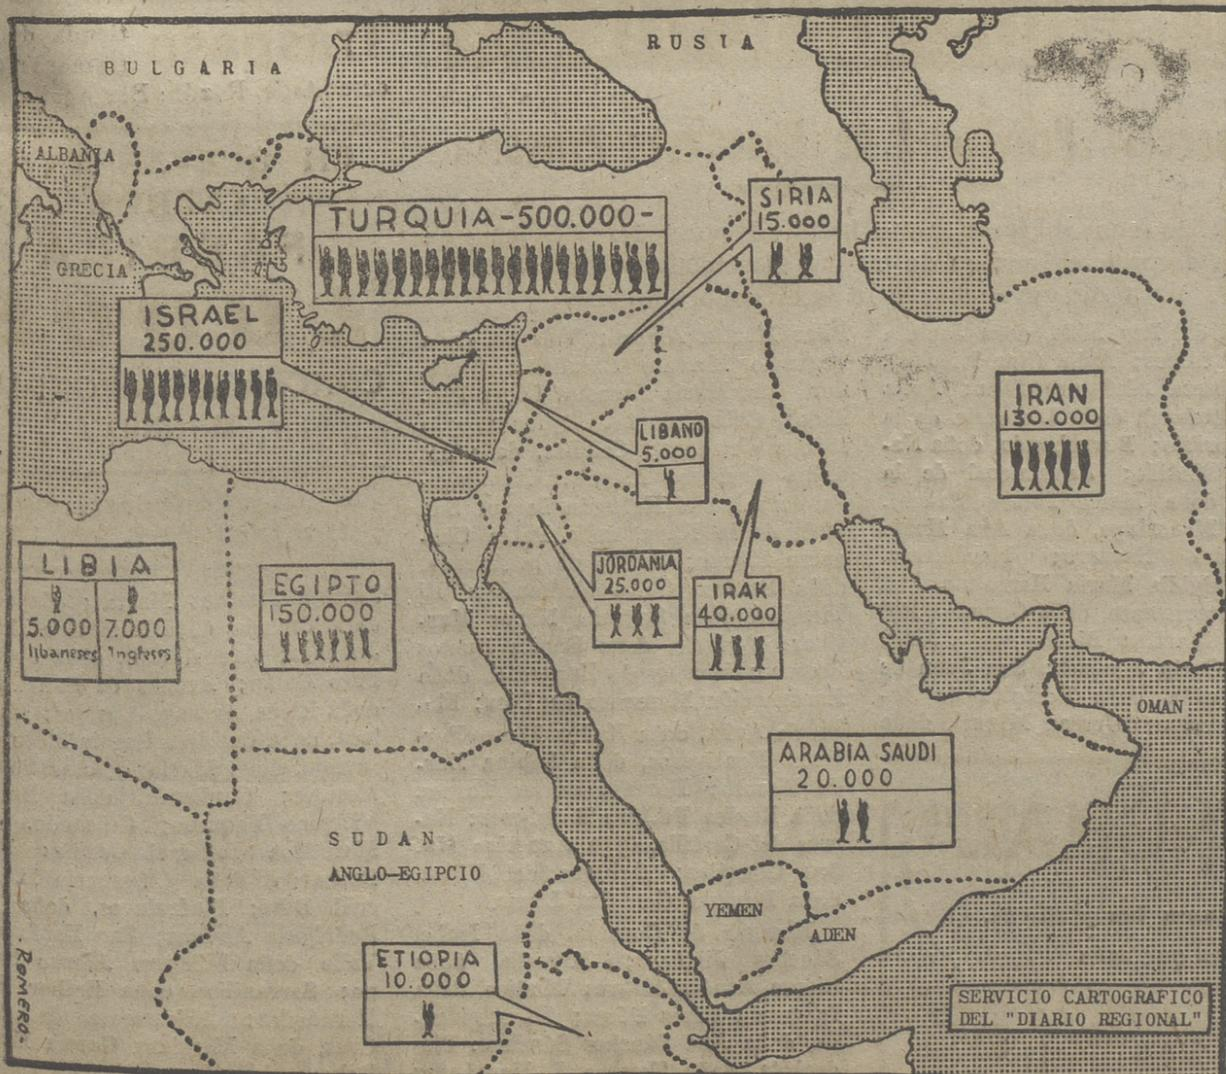 BULGARIA
RUSIA
ALBANIA
GRECIA
TURQUIA-500.000-
SIRIA
15.000
ISRAEL
250.000
IRAN
130.000
LIBANO
5.000
LIBIA
5.000
libaneses
7.000
Ingleses
EGIPTO
150.000
JORDANIA
25.000
IRAK
40.000
OMAN
ARABIA SAUDI
20.000
SUDAN
ANGLO-EGIPCIO
YEMEN
ADEN
ETIOPIA
10.000
-ROMERO-
SERVICIO CARTOGRAFICO
DEL "DIARIO REGIONAL"